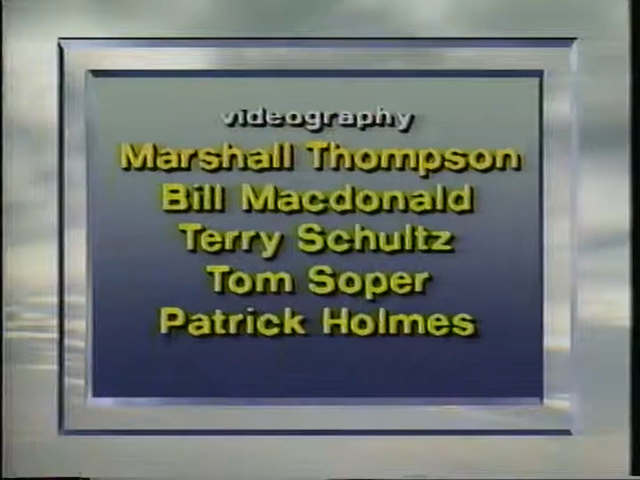 videography
Marshall Thompson
Bill Macdonald
Terry Schultz
Tom Soper
Patrick Holmes